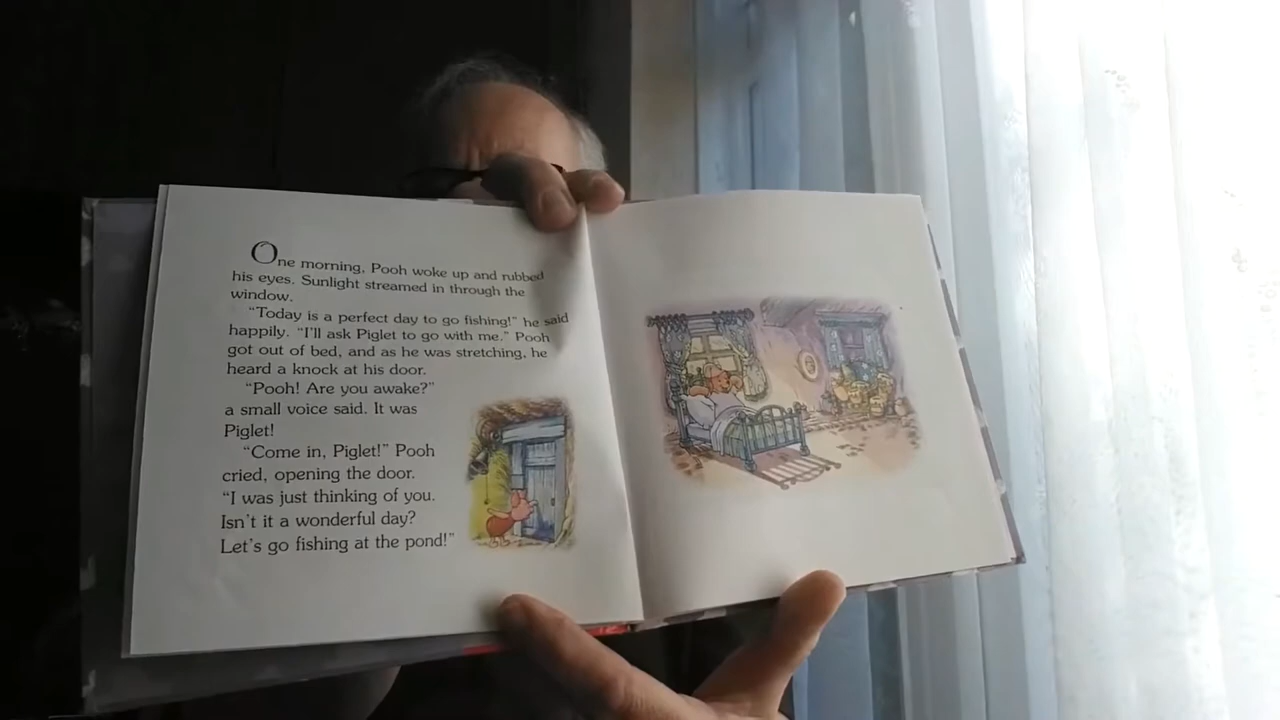 One morning, Pooh woke up and rubbed
his eyes. Sunlight streamed in through the
window.
"Today is a perfect day to go fishing!" he said
happily. "I'll ask Piglet to go with me." Pooh
got out of bed, and as he was stretching, he
heard a knock at his door.
"Pooh! Are you awake?"
a small voice said. It was
Piglet!
"Come in, Piglet!" Pooh
cried, opening the door.
"I was just thinking of you.
Isn't it a wonderful day?
Let's go fishing at the pond!"